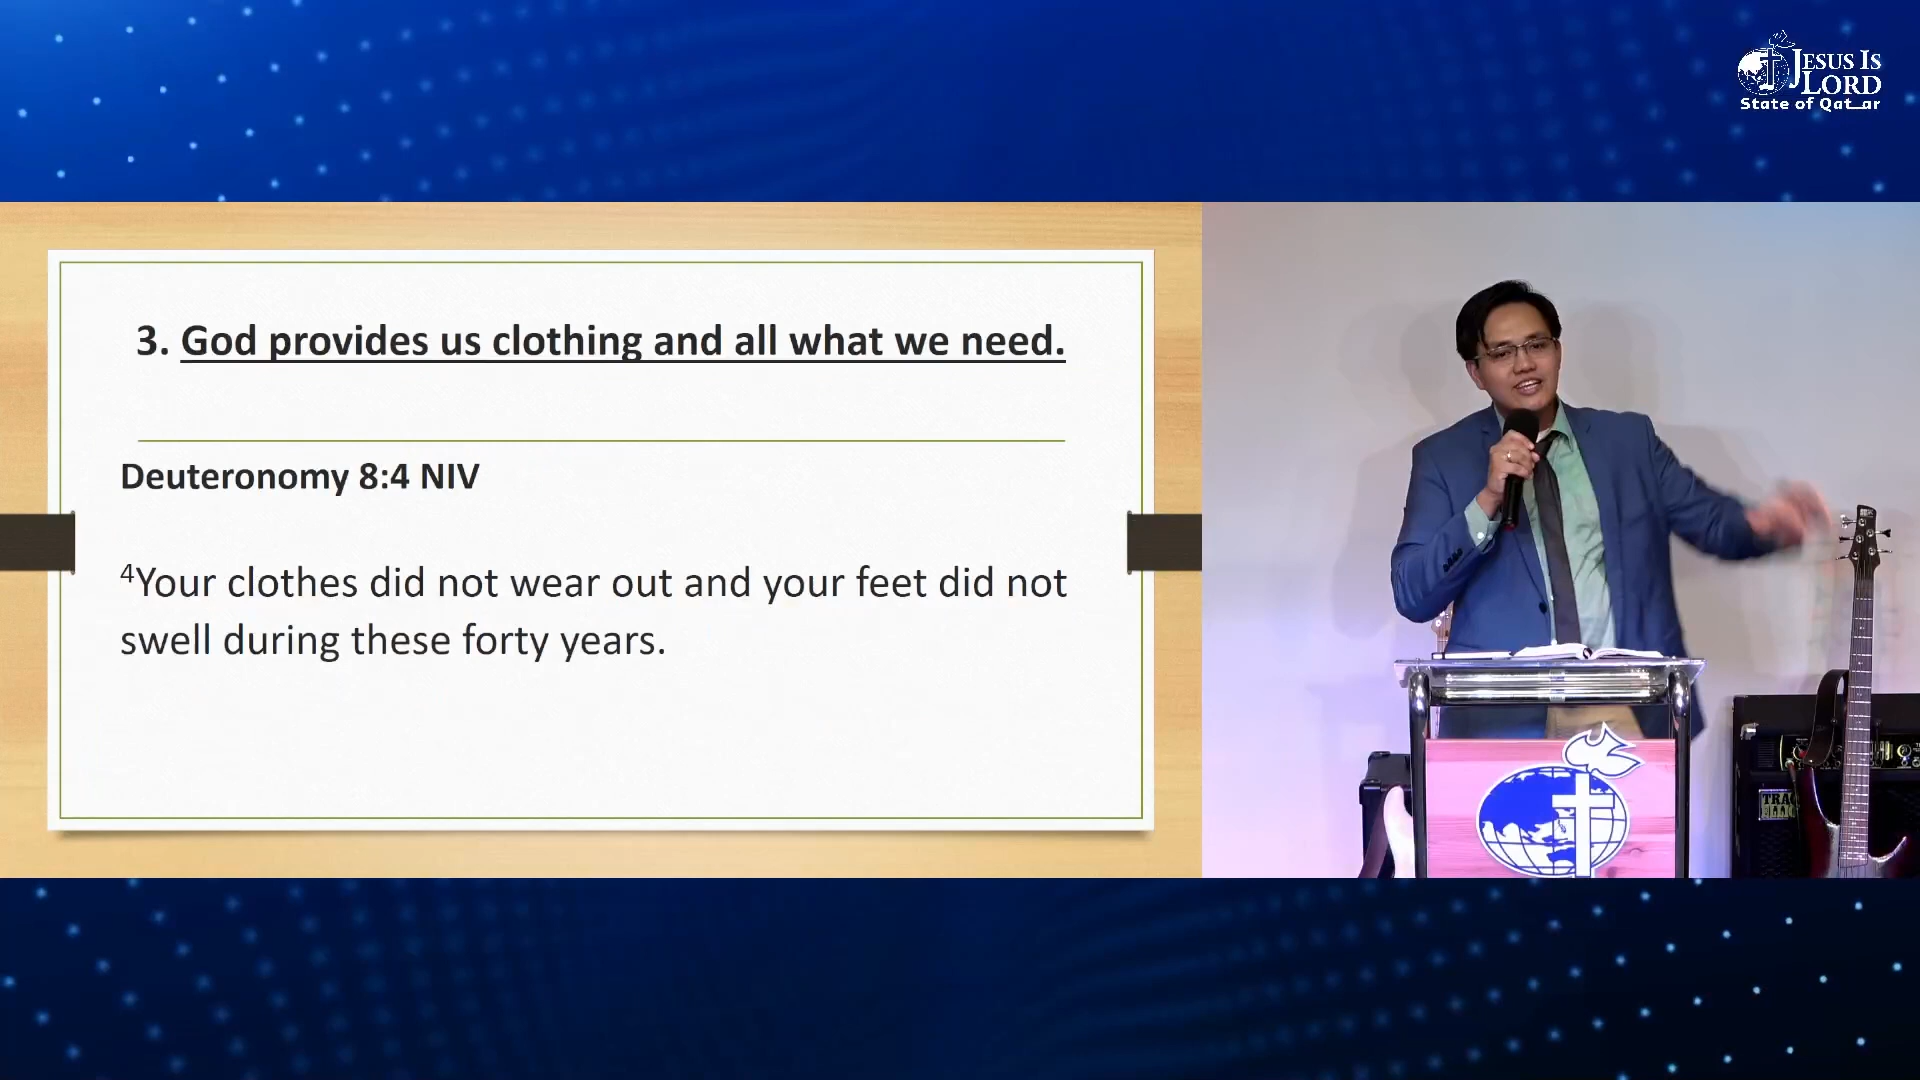 JESUS IS
LORD
State of Qatar
3. God provides us clothing and all what we need.
Deuteronomy 8:4 NIV
4Your clothes did not wear out and your feet did not
swell during these forty years.